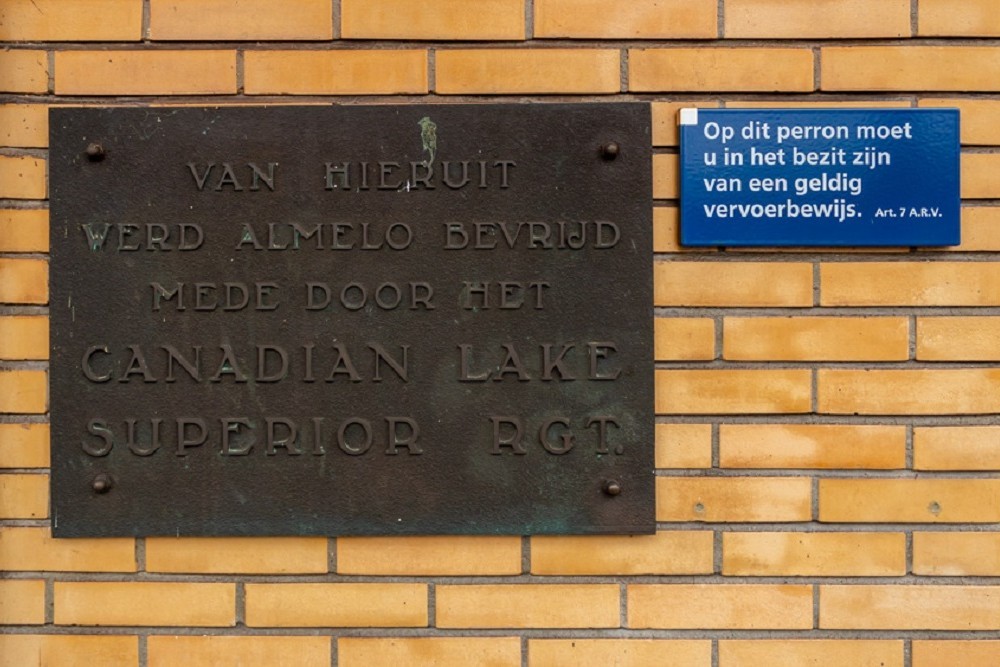 VAN HIERUIT
WERD ALMELO BEVRIJD
MEDE DOOR HET
CANADIAN LAKE
SUPERIOR RGT.
Op dit perron moet
u in het bezit zijn
van een geldig
vervoerbewijs. Art. 7 A.R.V.